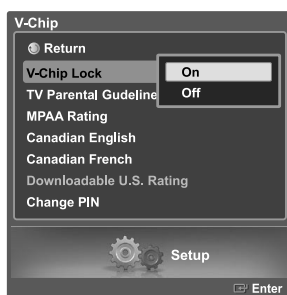 V-Chip
Return
V-Chip Lock
On
TV Parental Gudeline
Off
MPAA Rating
Canadian English
Canadian French
Downloadable U.S. Rating
Change PIN
Setup
Enter